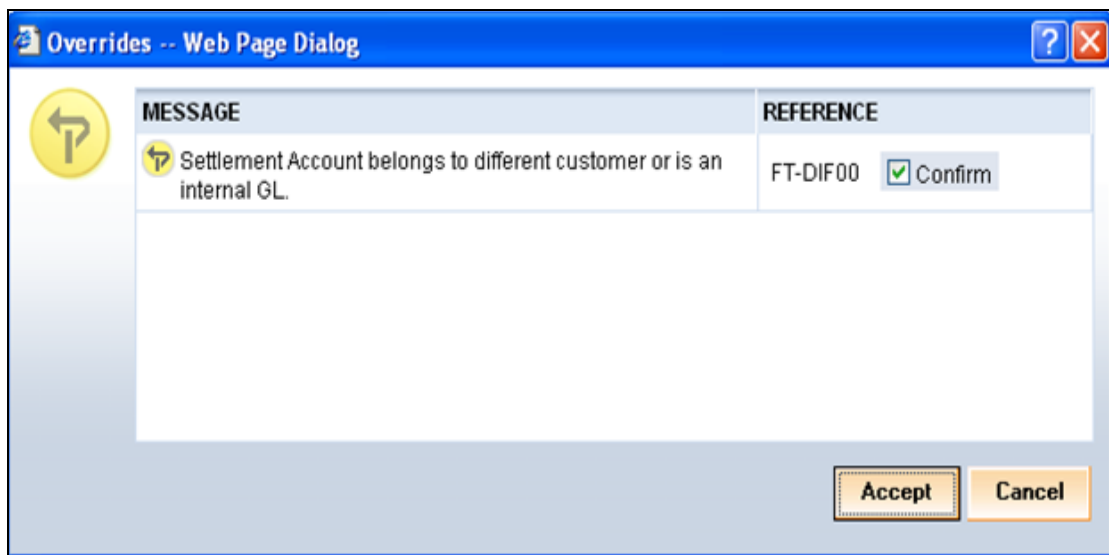 Overrides -- Web Page Dialog
MESSAGE REFERENCE
Settlement Account belongs to different customer or is an
internal GL.
FT-DIF00 Confirm
Accept Cancel